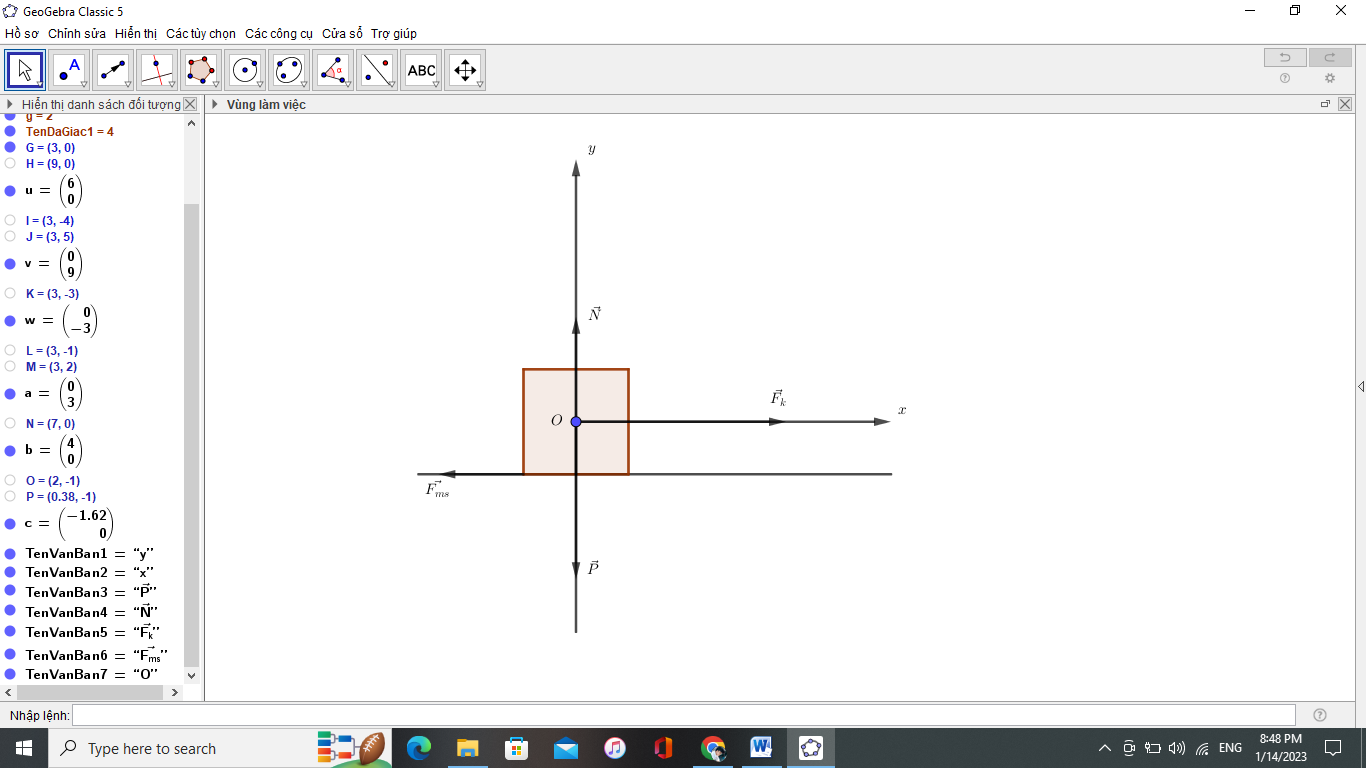 GeoGebra Classic 5
Hồ sơ Chỉnh sửa Hiển thị Các tùy chọn Các công cụ Cửa sổ Trợ giúp
A
α
ABC
Hiển thị danh sách đối tượng
g = 2
TenDaGiac1 = 4
G = (3, 0)
H = (9, 0)
u = (6
0)
I = (3, -4)
J = (3, 5)
v = (0
9)
K = (3, -3)
w = (0
−3)
L = (3, -1)
M = (3, 2)
a = (0
3)
N = (7, 0)
b = (4
0)
O = (2, -1)
P = (0.38, -1)
c = (−1.62
0)
TenVanBan1 = “y”
TenVanBan2 = “x”
TenVanBan3 = “P⃗”
TenVanBan4 = “N⃗”
TenVanBan5 = “F⃗k”
TenVanBan6 = “F⃗ms”
TenVanBan7 = “O”
Vùng làm việc
y
N⃗
F⃗k
x
O
F⃗ms
P⃗
Nhập lệnh:
Type here to search
ENG
8:48 PM
1/14/2023